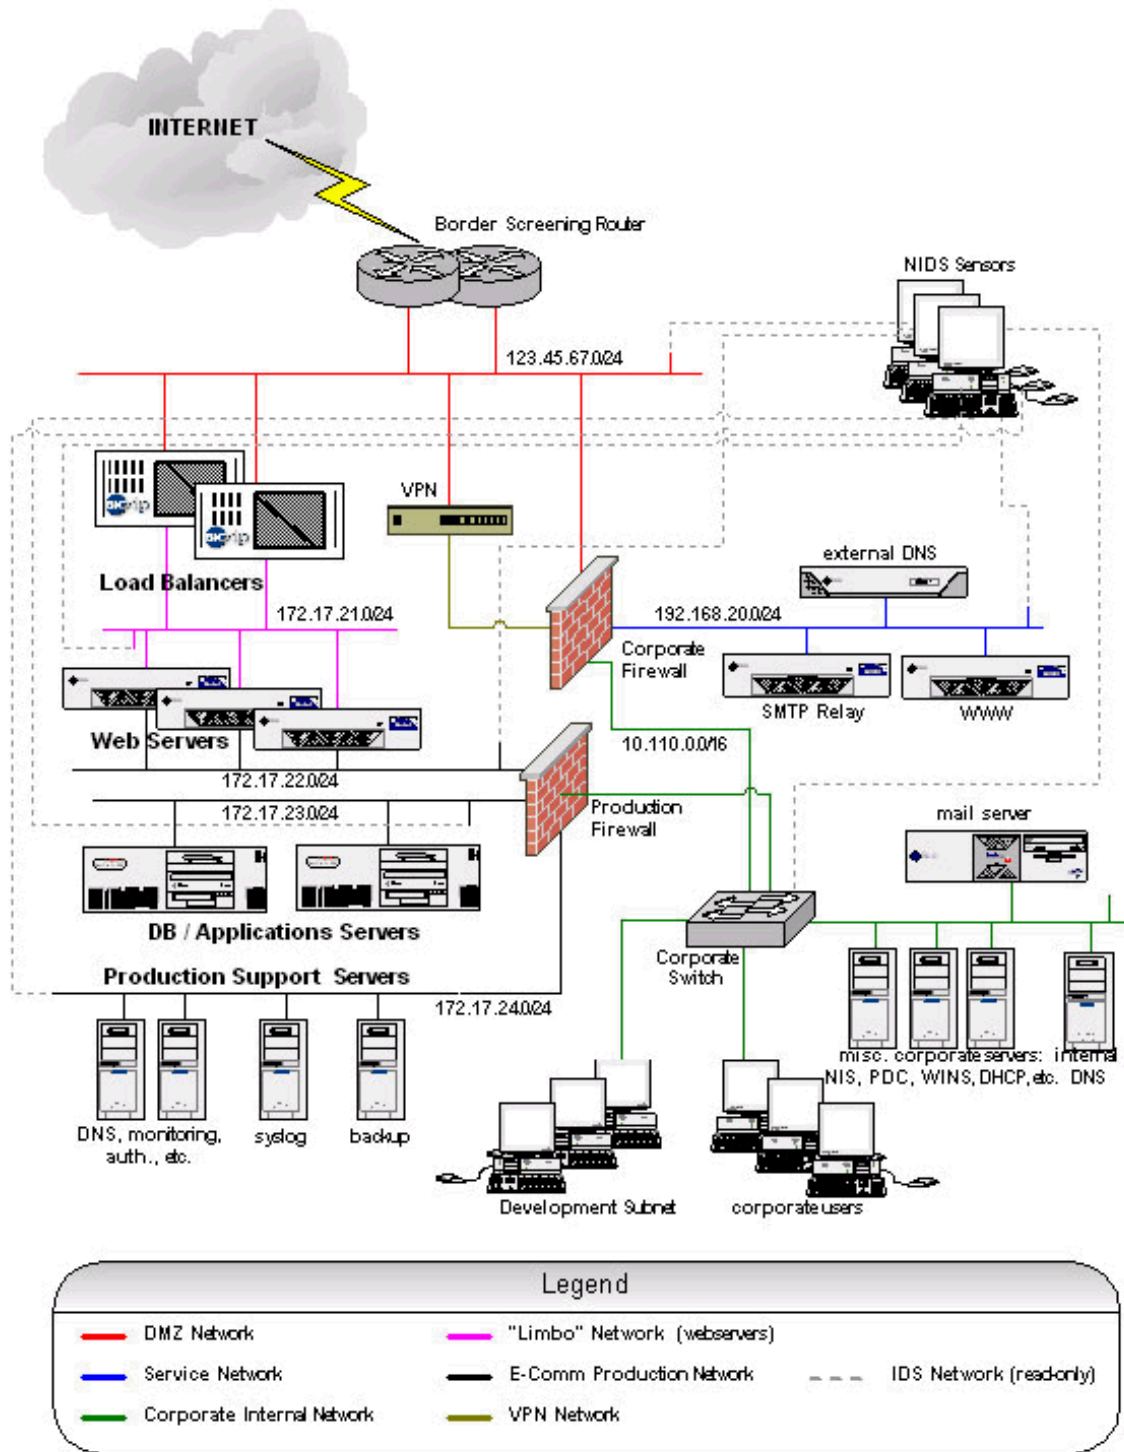 INTERNET
Border Screening Router
NIDS Sensors
123.45.67.0/24
VPN
Load Balancers
external DNS
172.17.21.0/24
192.168.20.0/24
Corporate
Firewall
SMTP Relay
WWW
Web Servers
10.110.0.0/16
172.17.22.0/24
172.17.23.0/24
Production
Firewall
mail server
DB / Applications Servers
Production Support Servers
Corporate
Switch
172.17.24.0/24
misc. corporate servers: internal
NIS, PDC, WINS, DHCP, etc. DNS
DNS, monitoring,
auth., etc.
syslog
backup
Development Subnet
corporate users
Legend
DMZ Network
"Limbo" Network (webservers)
Service Network
E-Comm Production Network
IDS Network (read-only)
Corporate Internal Network
VPN Network